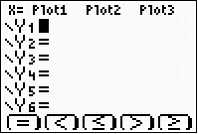 X= Plot1 Plot2 Plot3
\Y1=
\Y2=
\Y3=
\Y4=
\Y5=
\Y6=
= < ≤ > ≥